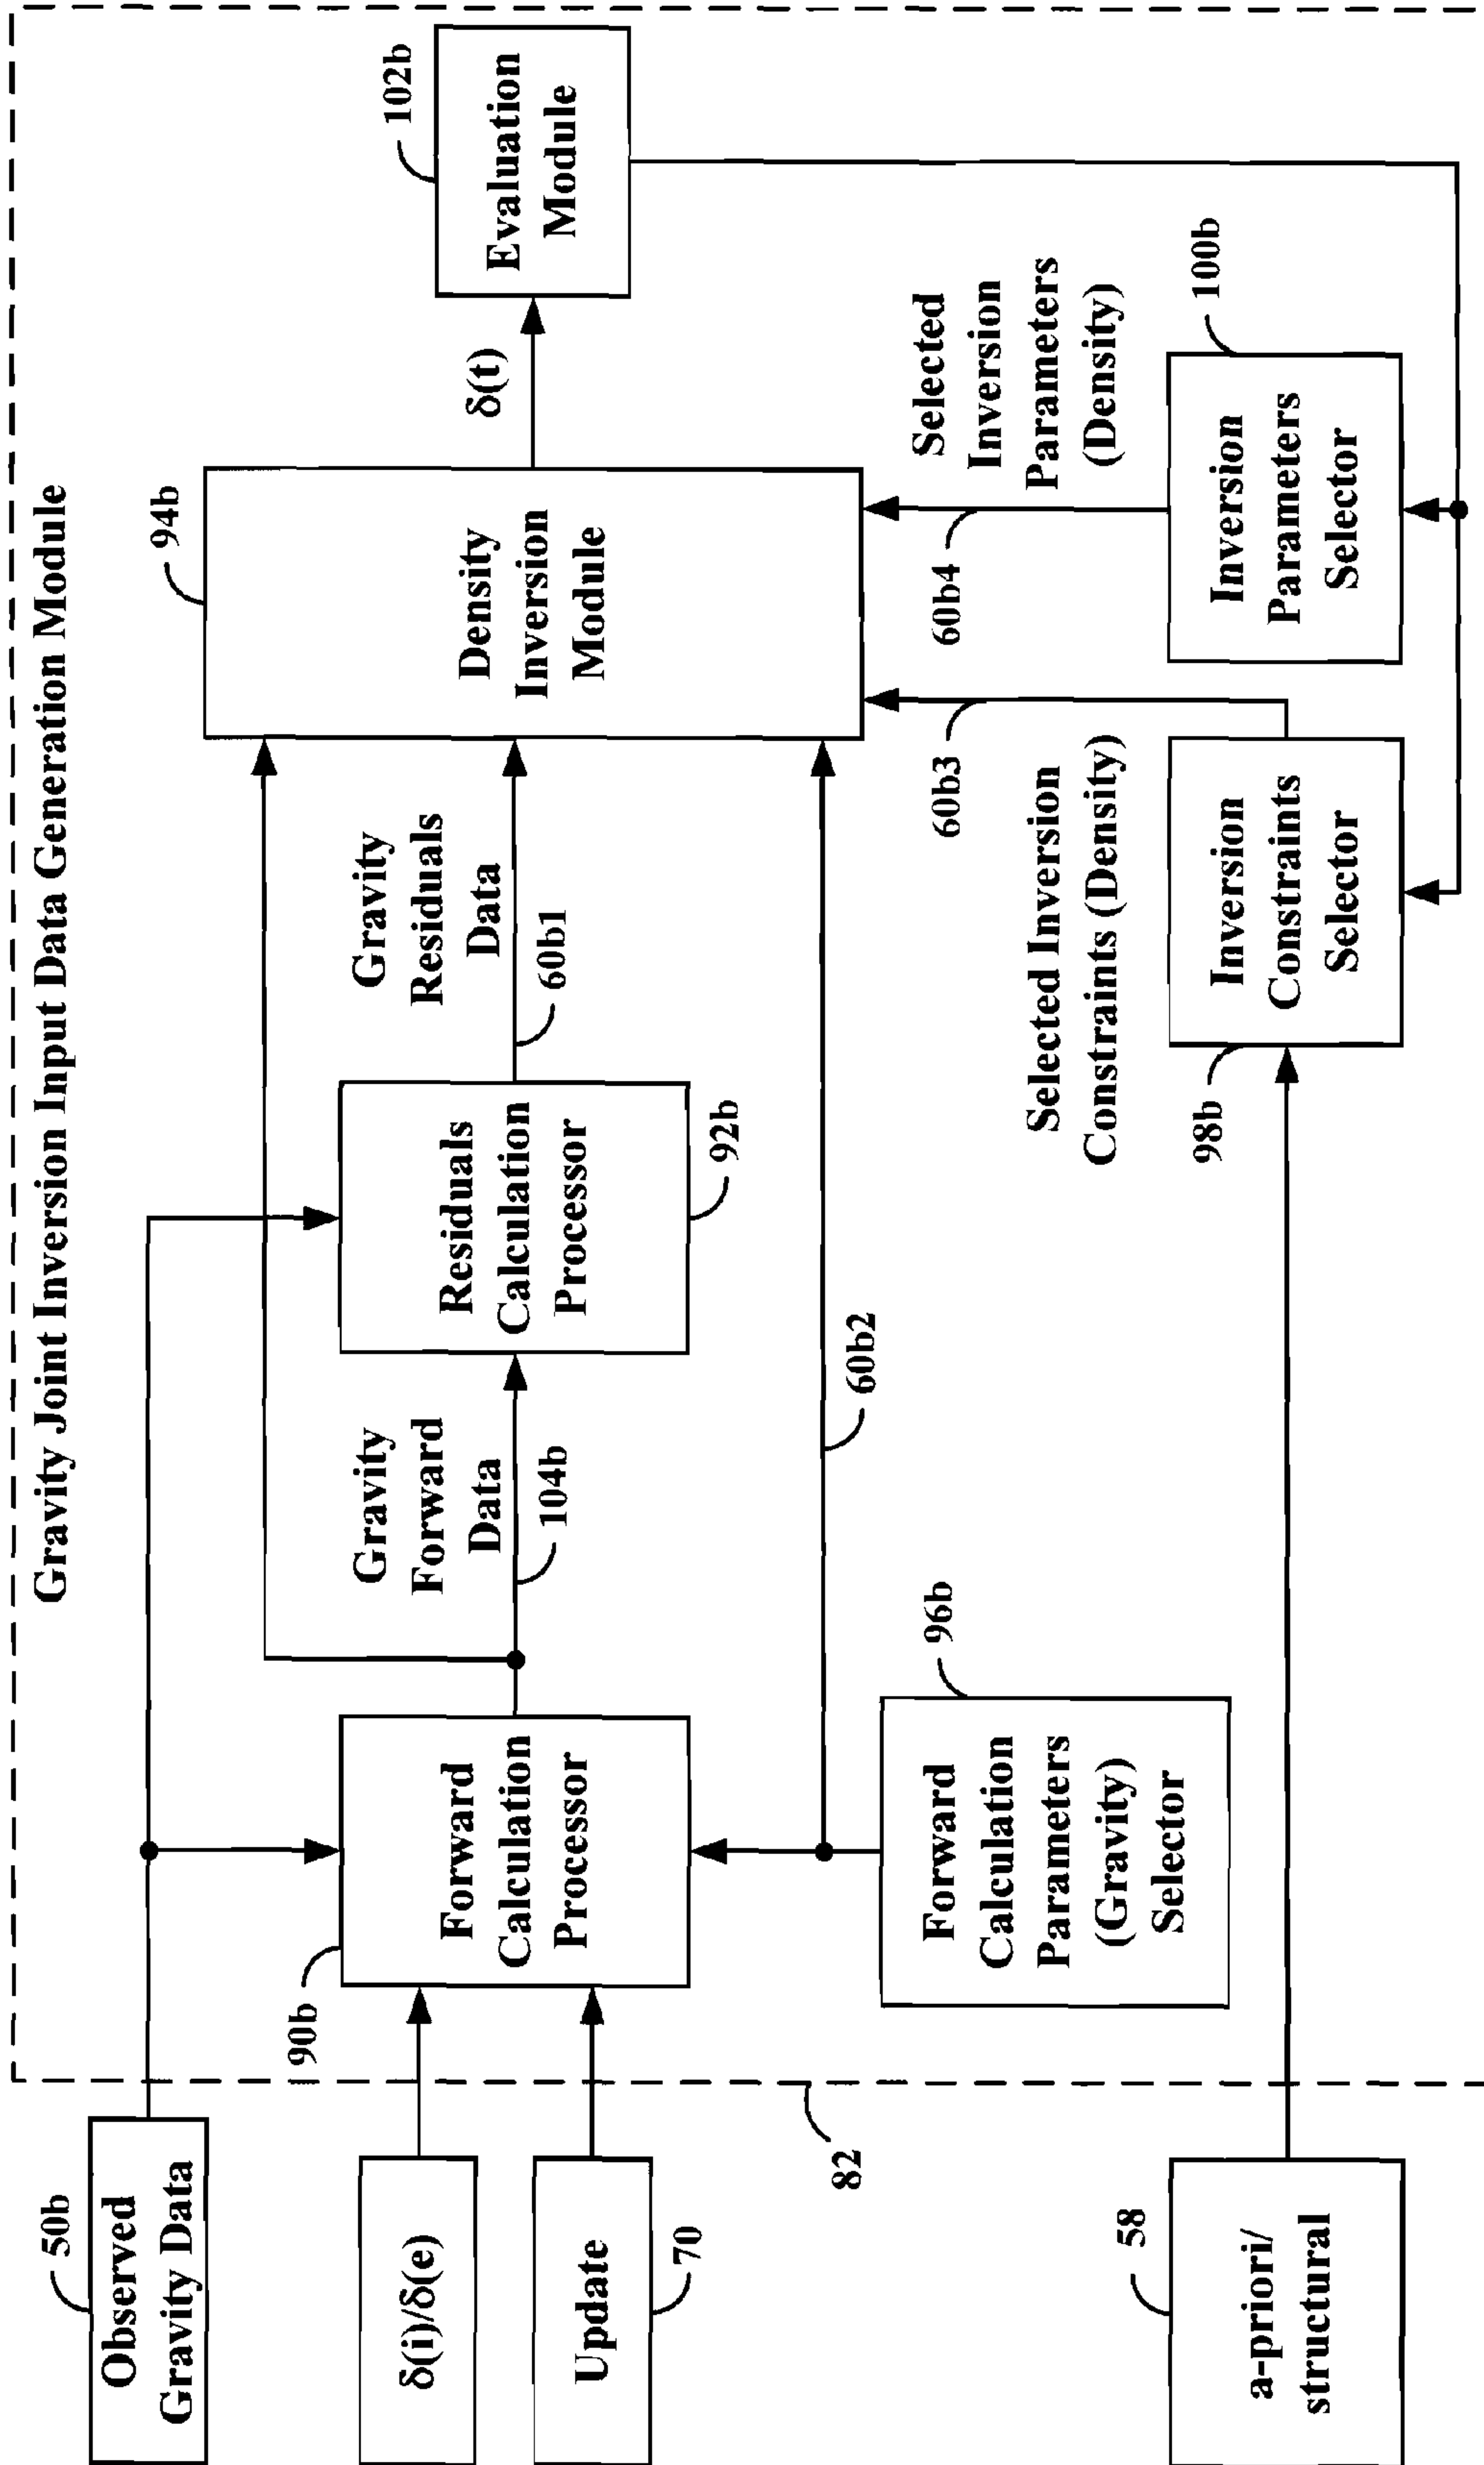 Gravity Joint Inversion Input Data Generation Module
50b
Observed
Gravity Data
δ(i)/δ(e)
Update
70
82
58
a-priori/
structural
90b
Forward
Calculation
Processor
96b
Forward
Calculation
Parameters
(Gravity)
Selector
Gravity
Forward
Data
104b
60b2
Residuals
Calculation
Processor
92b
Gravity
Residuals
Data
60b1
94b
Density
Inversion
Module
δ(t)
102b
Evaluation
Module
60b3
Selected Inversion
Constraints (Density)
98b
Inversion
Constraints
Selector
60b4
Selected
Inversion
Parameters
(Density)
100b
Inversion
Parameters
Selector